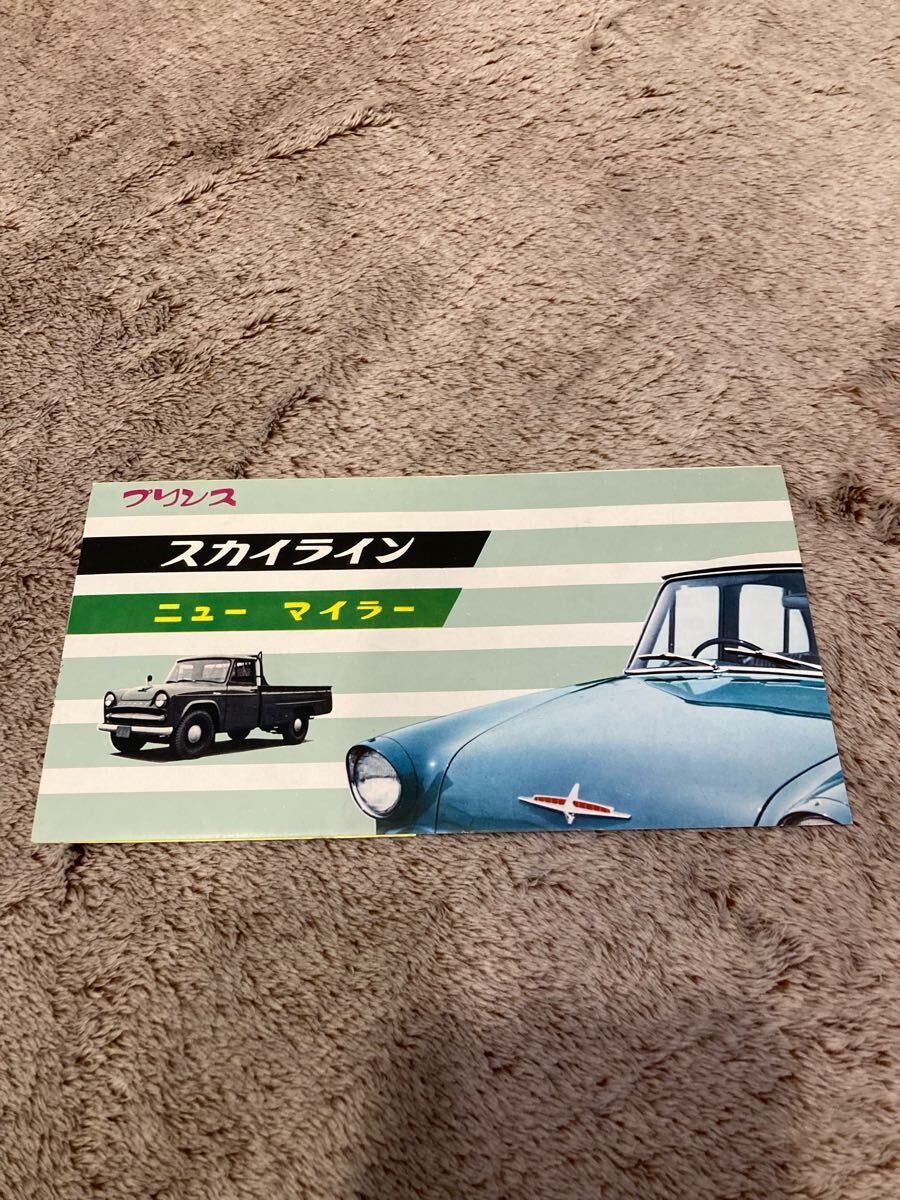 プリンス
スカイライン
ニュー マイラー